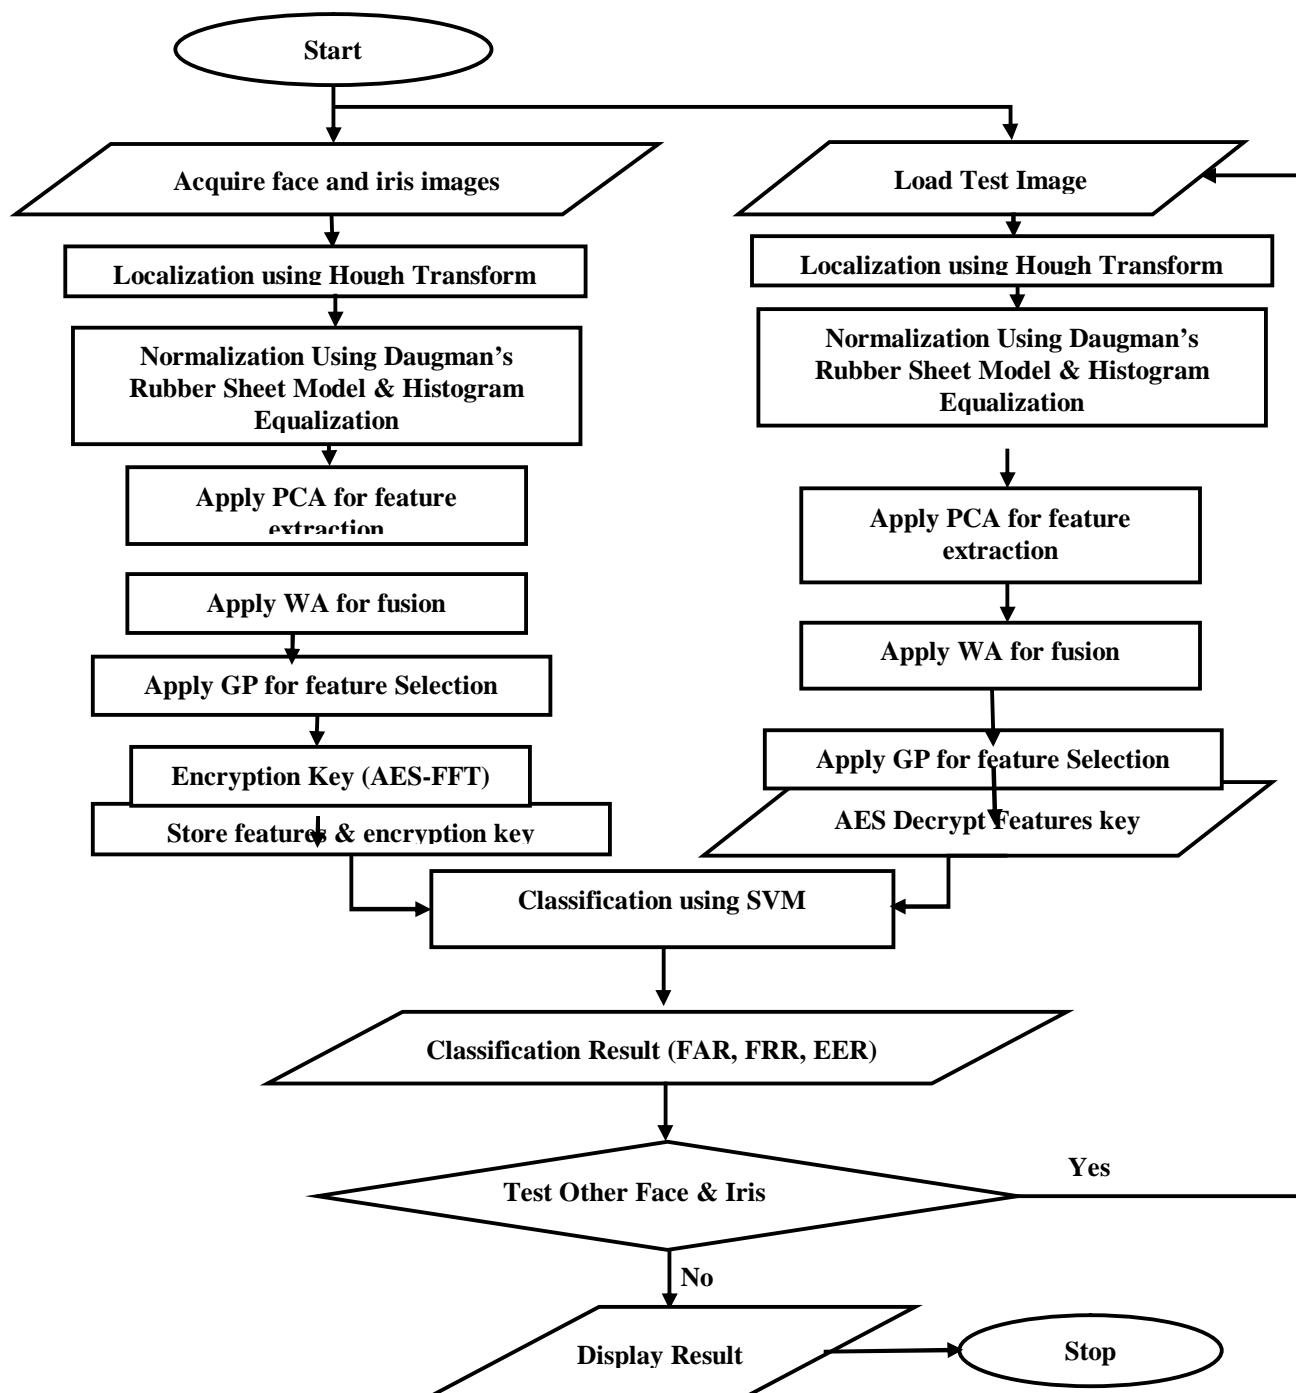 Start
Acquire face and iris images
Load Test Image
Localization using Hough Transform
Localization using Hough Transform
Normalization Using Daugman's
Rubber Sheet Model & Histogram
Equalization
Normalization Using Daugman's
Rubber Sheet Model & Histogram
Equalization
Apply PCA for feature
extraction
Apply PCA for feature
extraction
Apply WA for fusion
Apply WA for fusion
Apply GP for feature Selection
Apply GP for feature Selection
Encryption Key (AES-FFT)
Store features & encryption key
AES Decrypt Features key
Classification using SVM
Classification Result (FAR, FRR, EER)
Test Other Face & Iris
Yes
No
Display Result
Stop